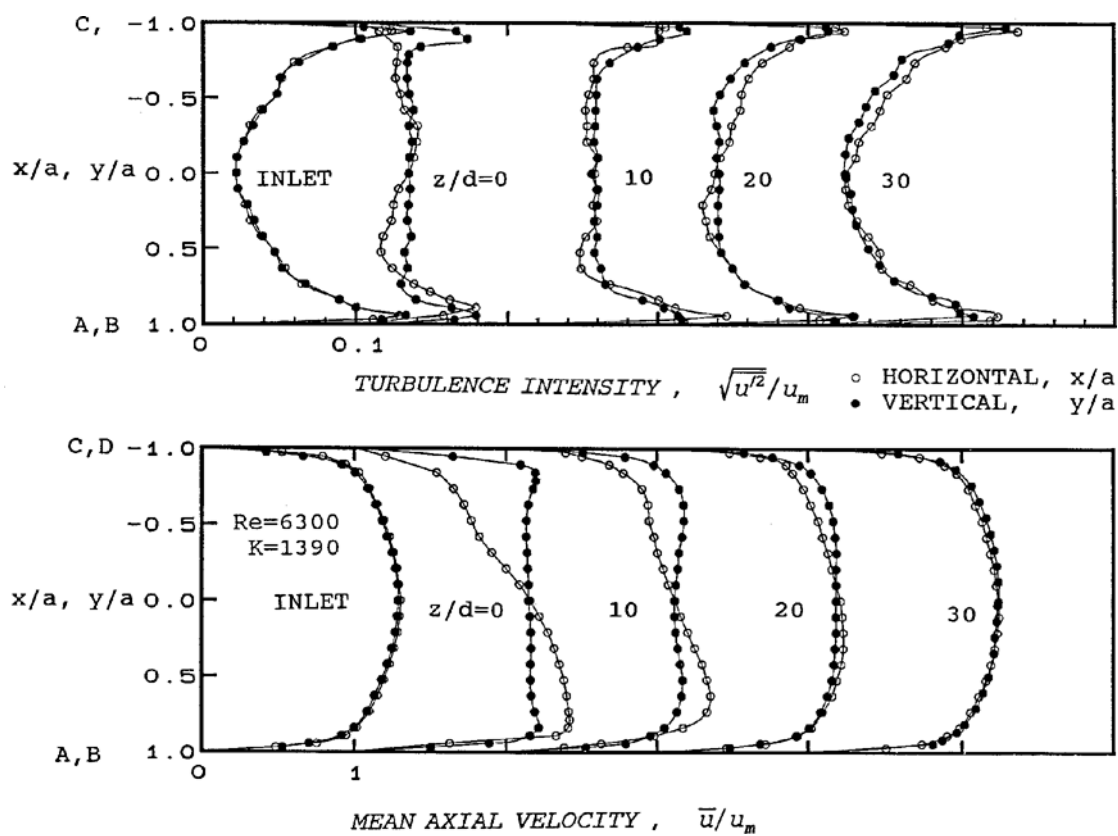 C, -1.0
-0.5
x/a, y/a 0.0 INLET z/d=0 10 20 30
0.5
A,B 1.0
0 0.1
TURBULENCE INTENSITY , √u′² / u_m
○ HORIZONTAL, x/a
● VERTICAL, y/a
C,D -1.0
-0.5 Re=6300
K=1390
x/a, y/a 0.0 INLET z/d=0 10 20 30
0.5
A,B 1.0
0 1
MEAN AXIAL VELOCITY , u̅/u_m